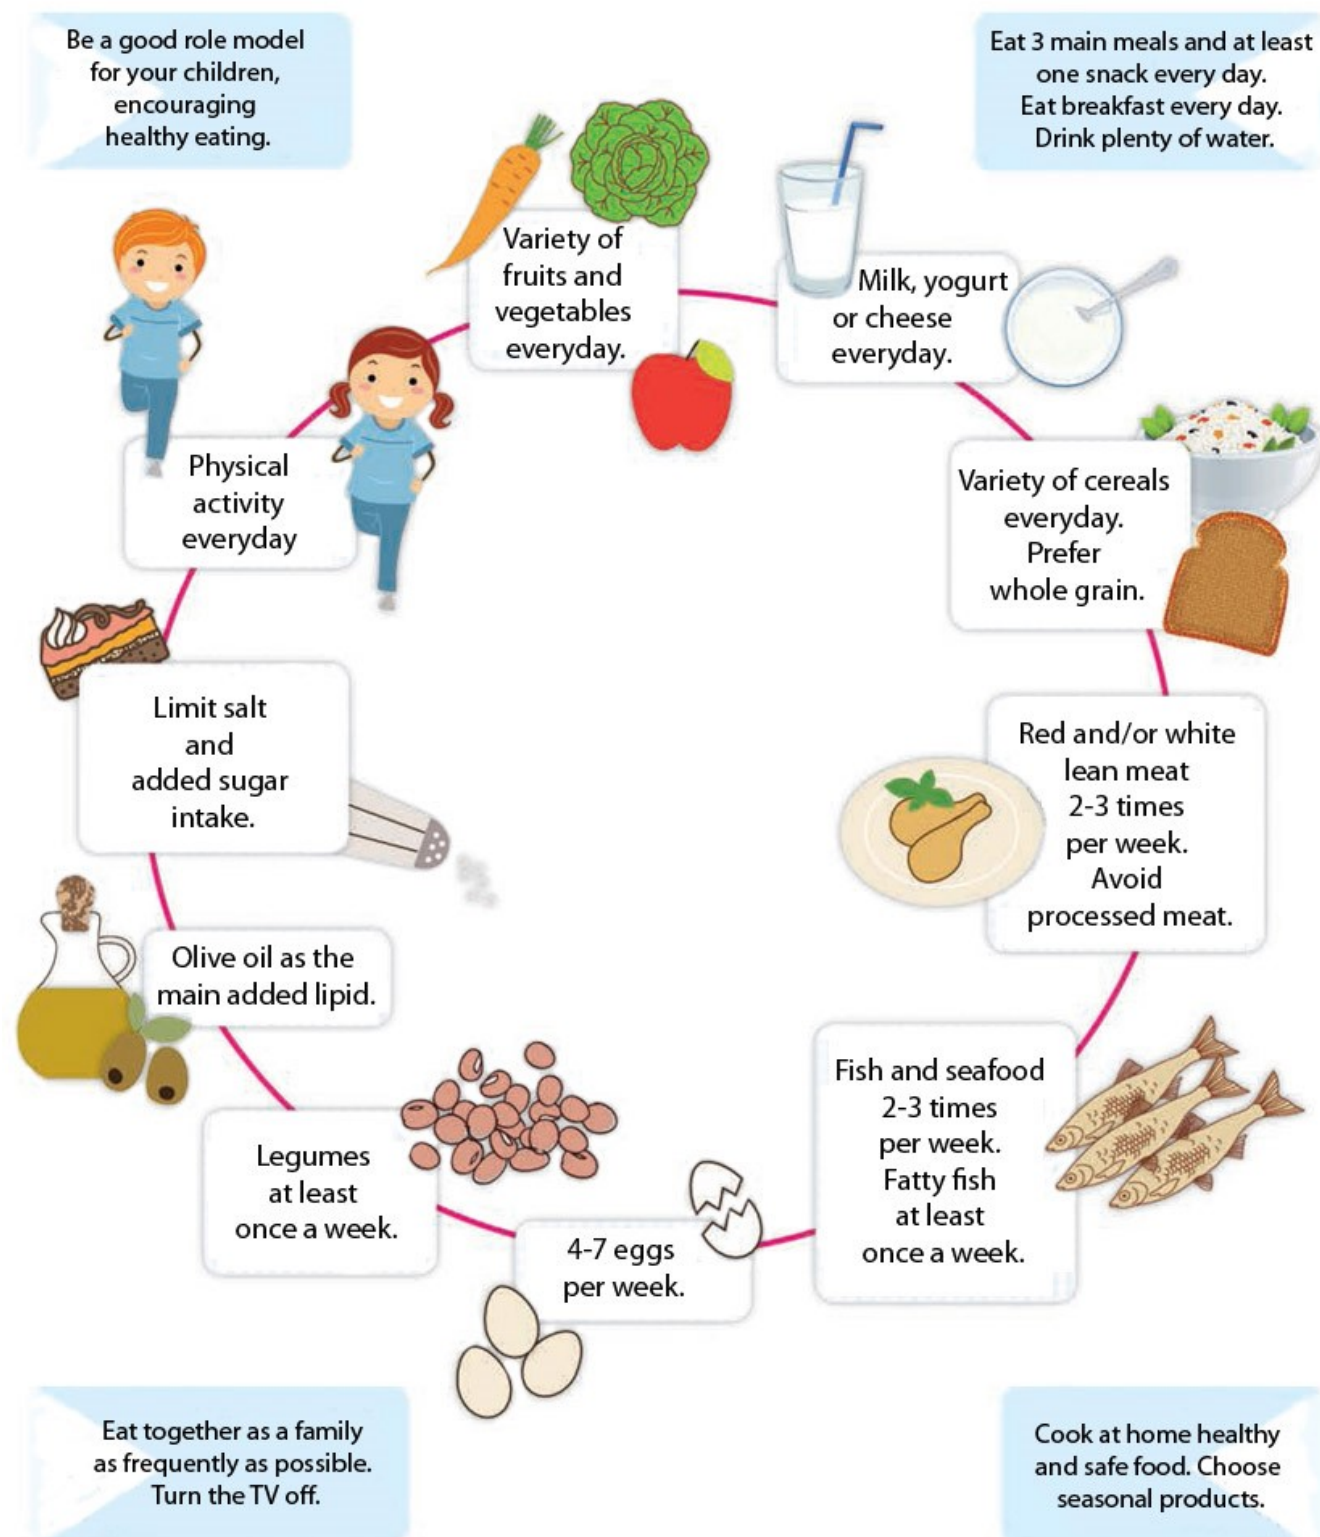 Be a good role model
for your children,
encouraging
healthy eating.
Eat 3 main meals and at least
one snack every day.
Eat breakfast every day.
Drink plenty of water.
Variety of
fruits and
vegetables
everyday.
Milk, yogurt
or cheese
everyday.
Variety of cereals
everyday.
Prefer
whole grain.
Red and/or white
lean meat
2-3 times
per week.
Avoid
processed meat.
Fish and seafood
2-3 times
per week.
Fatty fish
at least
once a week.
4-7 eggs
per week.
Legumes
at least
once a week.
Olive oil as the
main added lipid.
Limit salt
and
added sugar
intake.
Physical
activity
everyday
Eat together as a family
as frequently as possible.
Turn the TV off.
Cook at home healthy
and safe food. Choose
seasonal products.